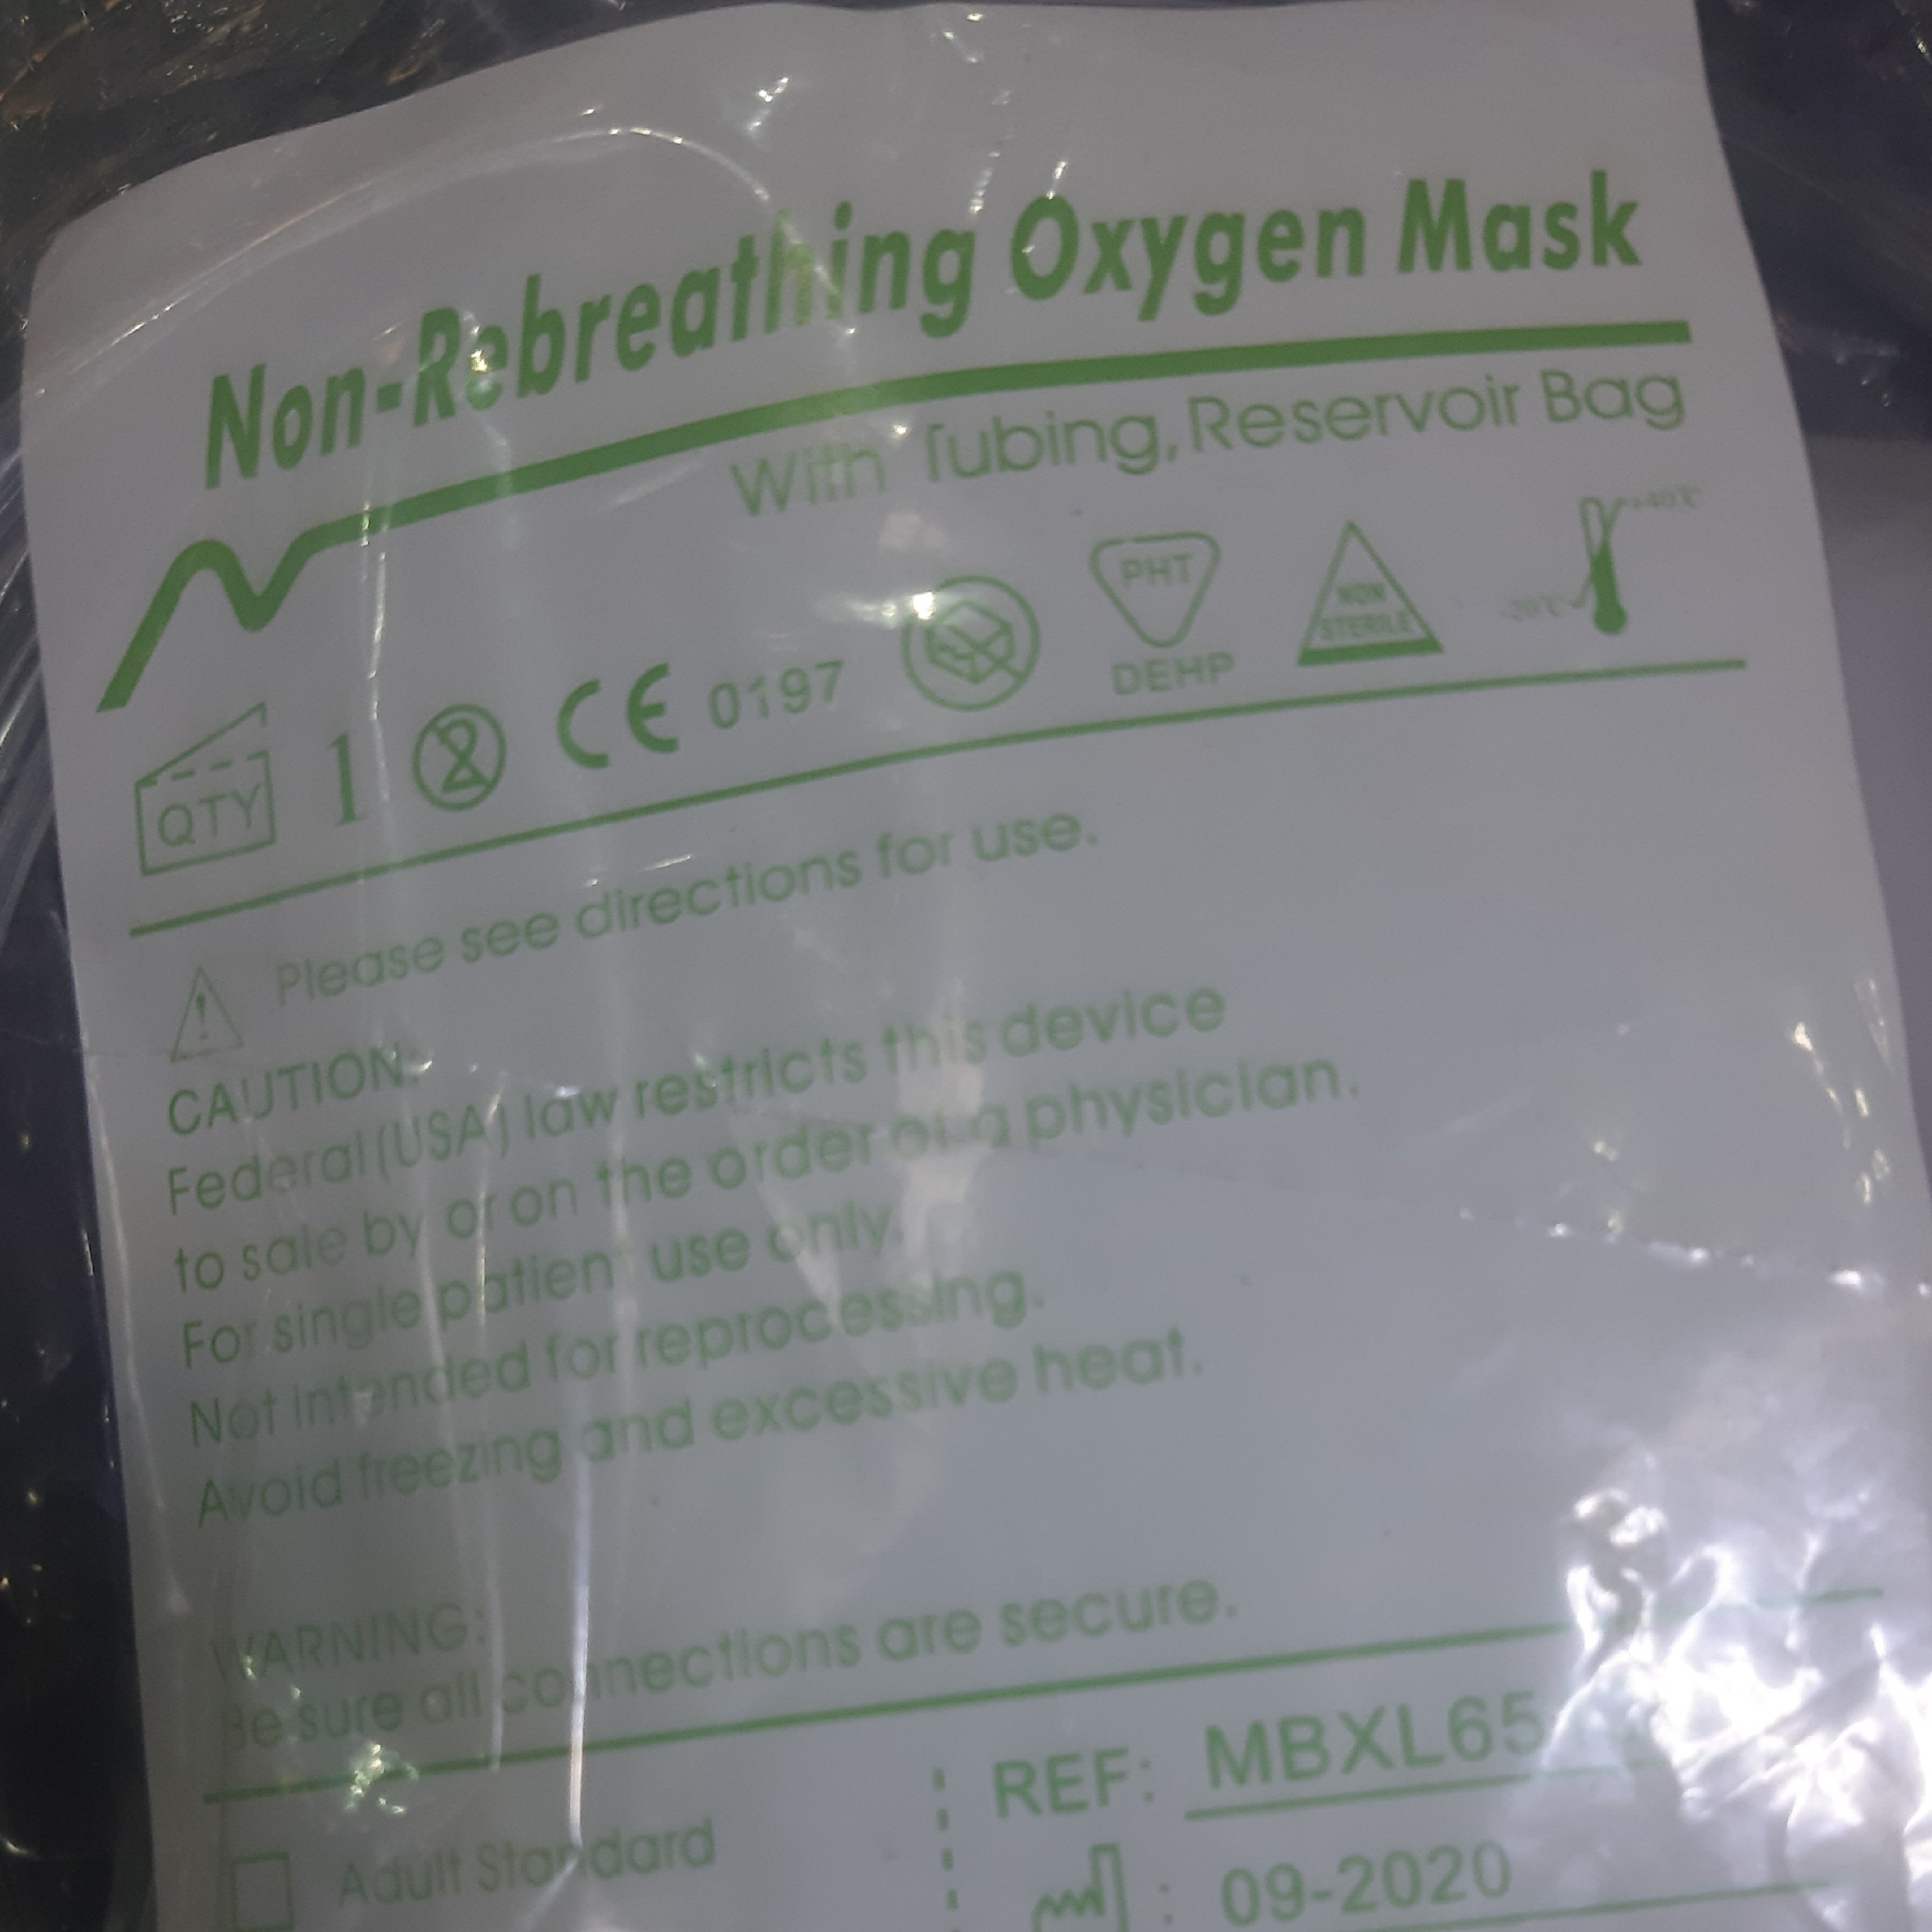 Non-Rebreathing Oxygen Mask
With Tubing, Reservoir Bag
QTY 1 2 CE 0197 PHT DEHP NON STERILE -20°C +40°C
Please see directions for use.
CAUTION:
Federal (USA) law restricts this device
to sale by or on the order of a physician.
For single patient use only.
Not intended for reprocessing.
Avoid freezing and excessive heat.
WARNING:
Be sure all connections are secure.
Adult Standard
REF:
: 09-2020